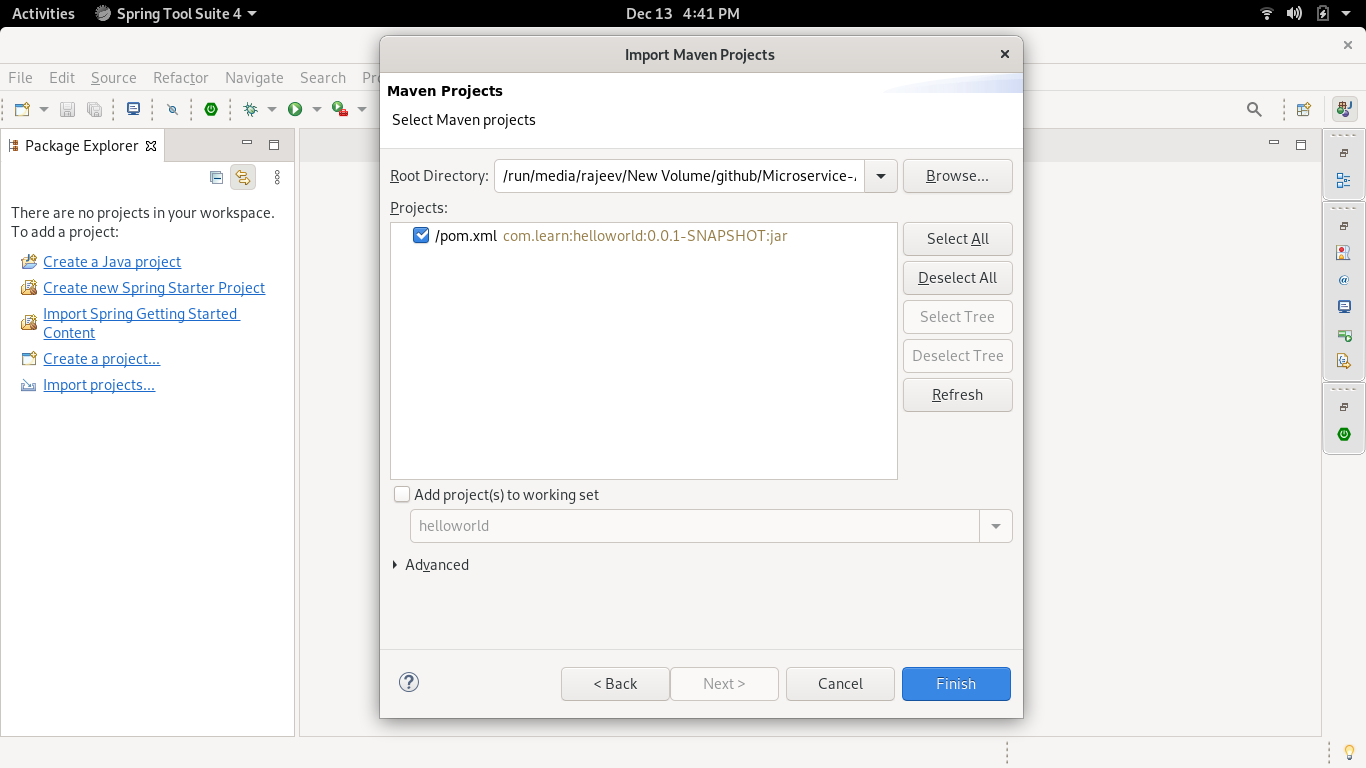 Activities Spring Tool Suite 4 Dec 13 4:41 PM
Import Maven Projects
File Edit Source Refactor Navigate Search
Maven Projects
Select Maven projects
Package Explorer
Root Directory: /run/media/rajeev/New Volume/github/Microservice- Browse...
Projects:
/pom.xml com.learn:helloworld:0.0.1-SNAPSHOT:jar
Select All
Deselect All
Select Tree
Deselect Tree
Refresh
There are no projects in your workspace.
To add a project:
Create a Java project
Create new Spring Starter Project
Import Spring Getting Started
Content
Create a project...
Import projects...
Add project(s) to working set
helloworld
Advanced
< Back Next > Cancel Finish